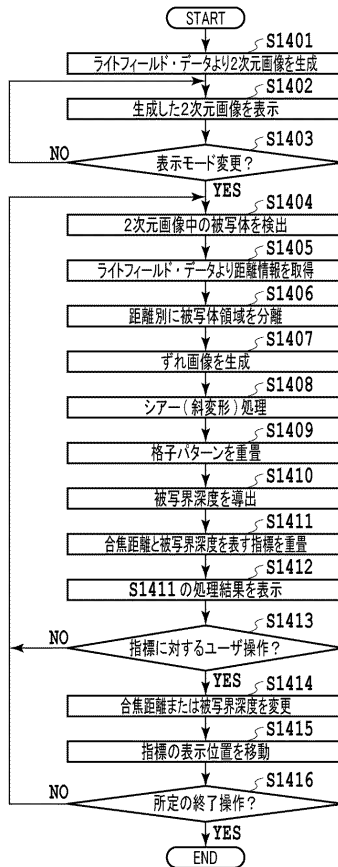 START
S1401
ライトフィールド・データより2次元画像を生成
S1402
生成した2次元画像を表示
S1403
NO
表示モード変更?
YES
S1404
2次元画像中の被写体を検出
S1405
ライトフィールド・データより距離情報を取得
S1406
距離別に被写体領域を分離
S1407
ずれ画像を生成
S1408
シアー(斜変形)処理
S1409
格子パターンを重畳
S1410
被写界深度を導出
S1411
合焦距離と被写界深度を表す指標を重畳
S1412
S1411の処理結果を表示
S1413
NO
指標に対するユーザ操作?
YES
S1414
合焦距離または被写界深度を変更
S1415
指標の表示位置を移動
S1416
NO
所定の終了操作?
YES
END